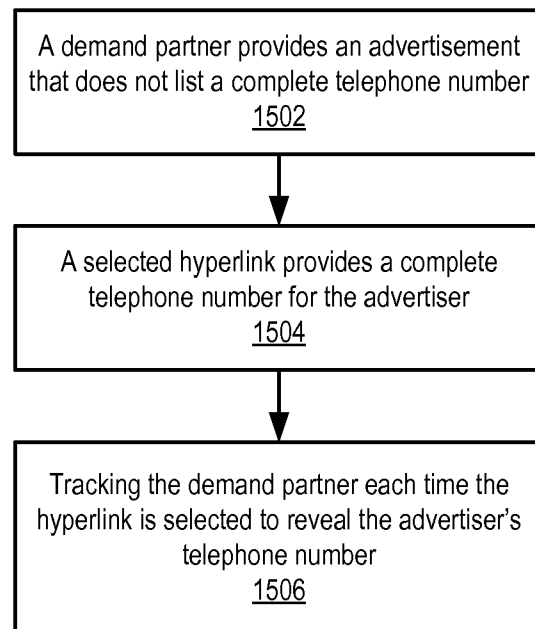 A demand partner provides an advertisement
that does not list a complete telephone number
1502
A selected hyperlink provides a complete
telephone number for the advertiser
1504
Tracking the demand partner each time the
hyperlink is selected to reveal the advertiser's
telephone number
1506